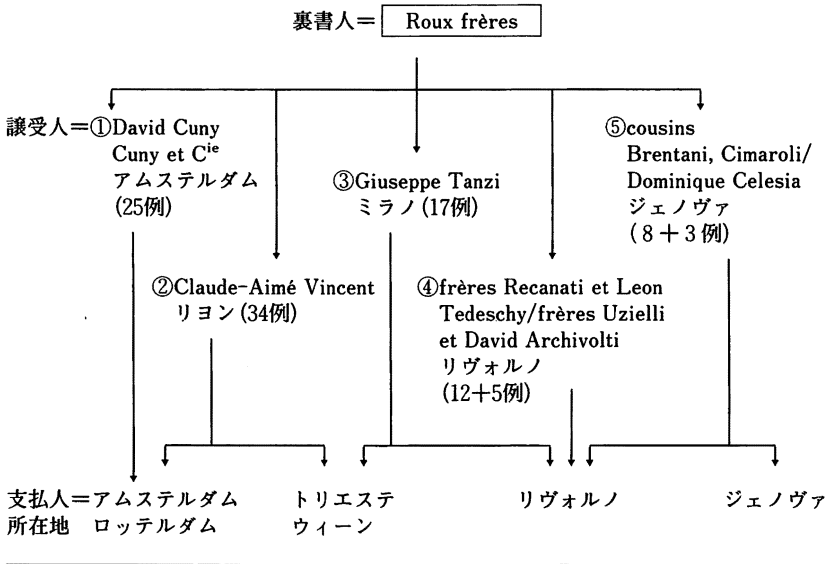 裏書人= Roux frères
譲受人=①David Cuny
Cuny et Cie
アムステルダム
(25例)
②Claude-Aimé Vincent
リヨン(34例)
③Giuseppe Tanzi
ミラノ(17例)
④frères Recanati et Leon
Tedeschy/frères Uzielli
et David Archivolti
リヴォルノ
(12+5例)
⑤cousins
Brentani, Cimaroli/
Dominique Celesia
ジェノヴァ
(8+3例)
支払人=アムステルダム トリエステ リヴォルノ ジェノヴァ
所在地 ロッテルダム ウィーン